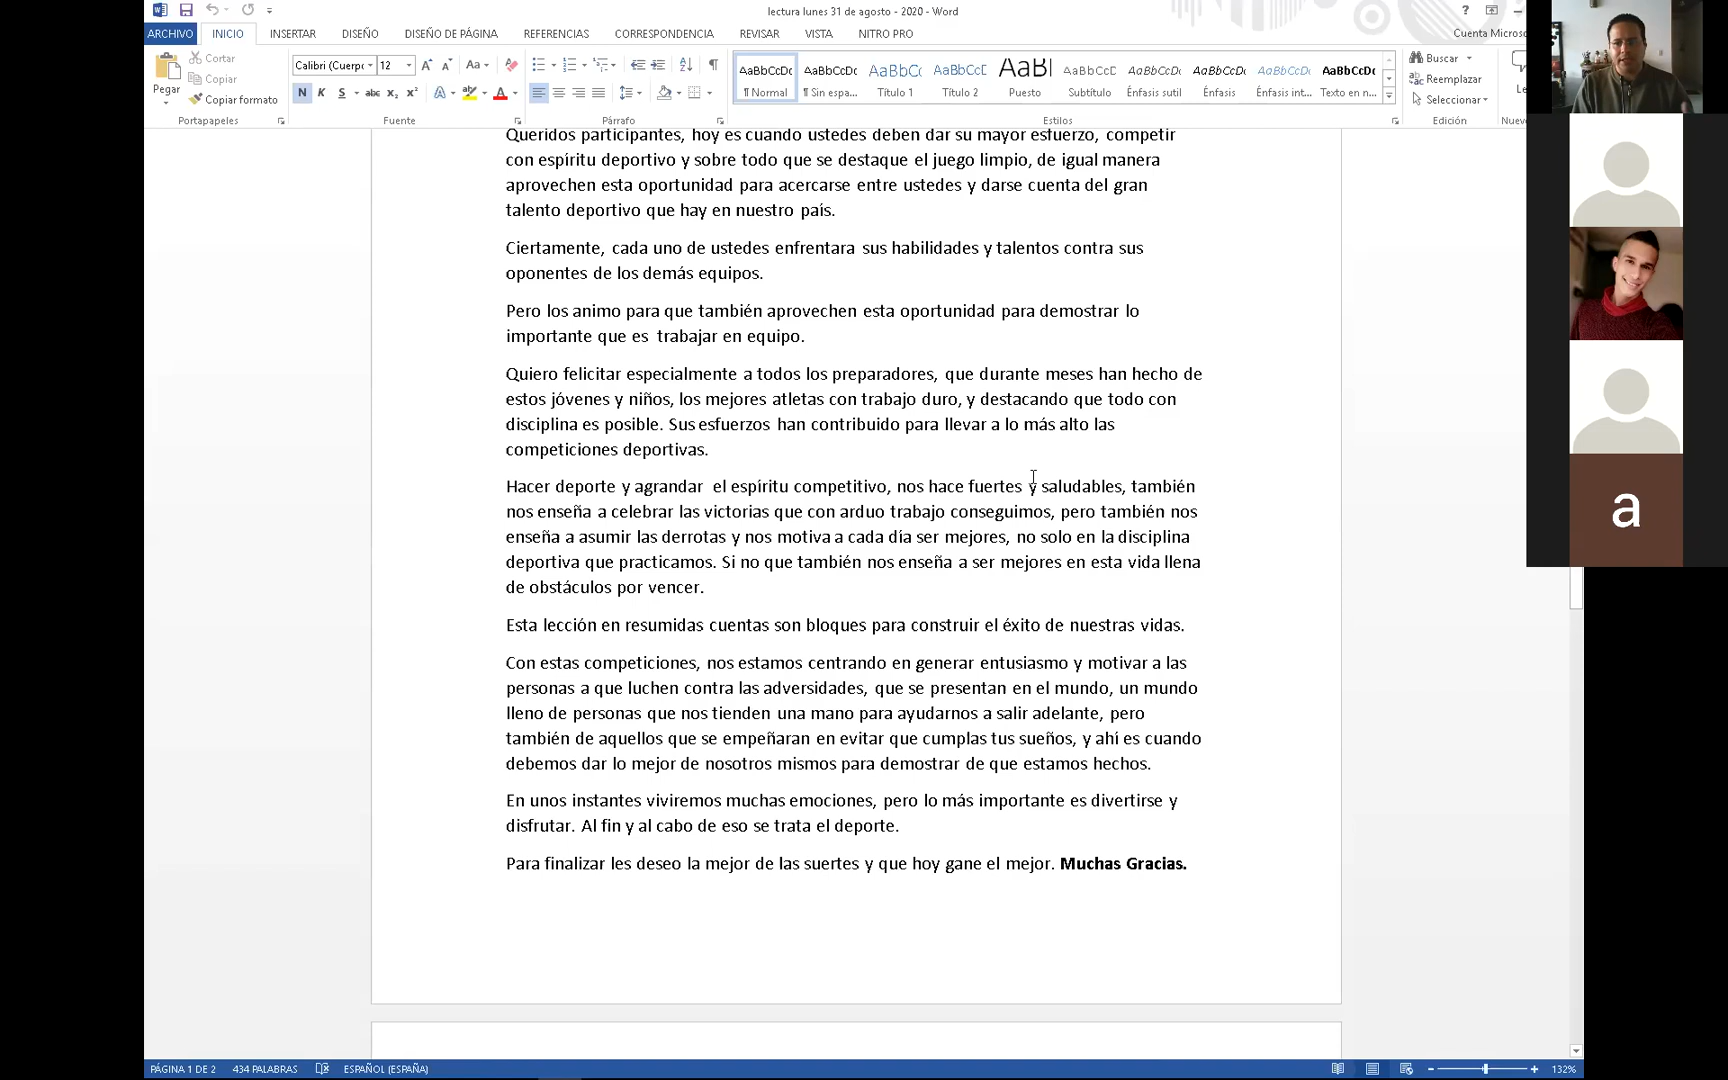 lectura lunes 31 de agosto - 2020 - Word
ARCHIVO INICIO INSERTAR DISEÑO DISEÑO DE PÁGINA REFERENCIAS CORRESPONDENCIA REVISAR VISTA NITRO PRO Cuenta Microso
Pegar
Cortar
Copiar
Copiar formato
Portapapeles
Calibri (Cuerpo 12
Fuente
Párrafo
AaBbCcDc AaBbCcDc AaBbCc AaBbCcD AaBl AaBbCcD AaBbCcDc AaBbCcDc AaBbCcDc AaBbCcDc
¶ Normal ¶ Sin espa... Título 1 Título 2 Puesto Subtítulo Énfasis sutil Énfasis Énfasis int... Texto en n...
Estilos
Buscar
Reemplazar
Seleccionar
Edición
Queridos participantes, hoy es cuando ustedes deben dar su mayor esfuerzo, competir
con espíritu deportivo y sobre todo que se destaque el juego limpio, de igual manera
aprovechen esta oportunidad para acercarse entre ustedes y darse cuenta del gran
talento deportivo que hay en nuestro país.
Ciertamente, cada uno de ustedes enfrentara sus habilidades y talentos contra sus
oponentes de los demás equipos.
Pero los animo para que también aprovechen esta oportunidad para demostrar lo
importante que es trabajar en equipo.
Quiero felicitar especialmente a todos los preparadores, que durante meses han hecho de
estos jóvenes y niños, los mejores atletas con trabajo duro, y destacando que todo con
disciplina es posible. Sus esfuerzos han contribuido para llevar a lo más alto las
competiciones deportivas.
Hacer deporte y agrandar el espíritu competitivo, nos hace fuertes y saludables, también
nos enseña a celebrar las victorias que con arduo trabajo conseguimos, pero también nos
enseña a asumir las derrotas y nos motiva a cada día ser mejores, no solo en la disciplina
deportiva que practicamos. Si no que también nos enseña a ser mejores en esta vida llena
de obstáculos por vencer.
Esta lección en resumidas cuentas son bloques para construir el éxito de nuestras vidas.
Con estas competiciones, nos estamos centrando en generar entusiasmo y motivar a las
personas a que luchen contra las adversidades, que se presentan en el mundo, un mundo
lleno de personas que nos tienden una mano para ayudarnos a salir adelante, pero
también de aquellos que se empeñaran en evitar que cumplas tus sueños, y ahí es cuando
debemos dar lo mejor de nosotros mismos para demostrar de que estamos hechos.
En unos instantes viviremos muchas emociones, pero lo más importante es divertirse y
disfrutar. Al fin y al cabo de eso se trata el deporte.
Para finalizar les deseo la mejor de las suertes y que hoy gane el mejor. Muchas Gracias.
a
PÁGINA 1 DE 2 434 PALABRAS ESPAÑOL (ESPAÑA) 132%